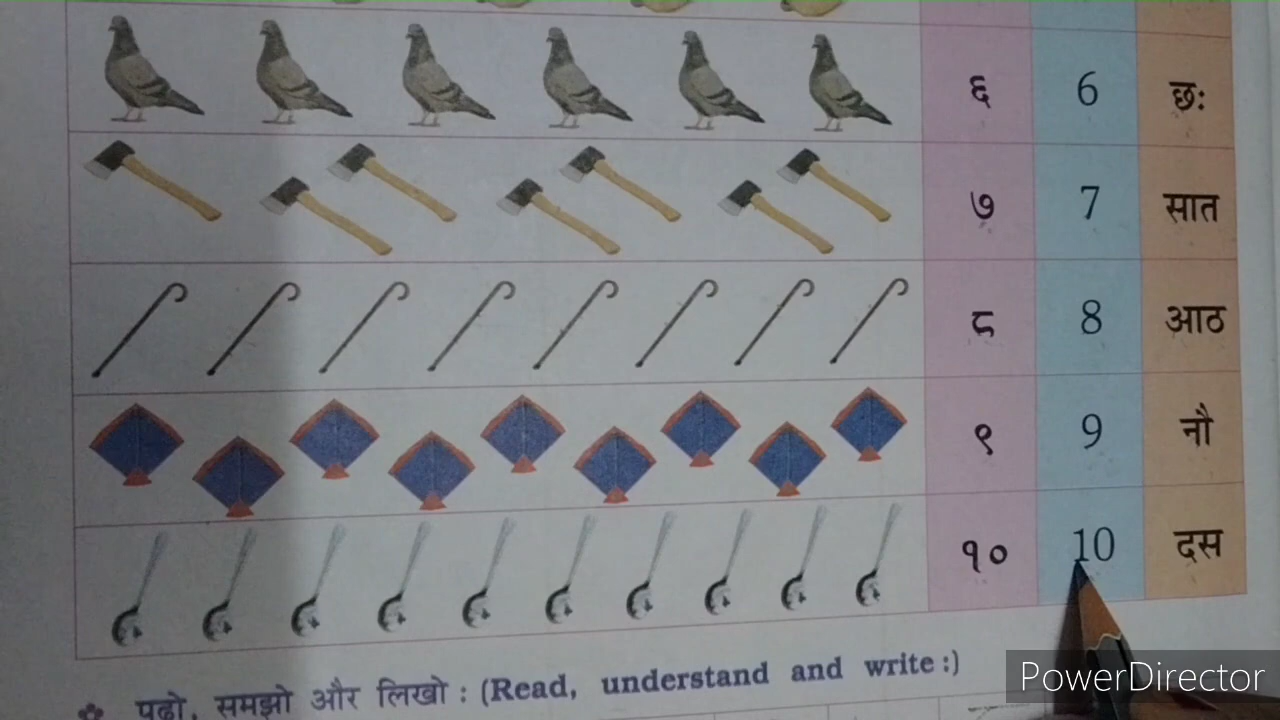 ६ 6 छः
७ 7 सात
८ 8 आठ
९ 9 नौ
१० 10 दस
पढ़ो, समझो और लिखो : (Read, understand and write :)
PowerDirector